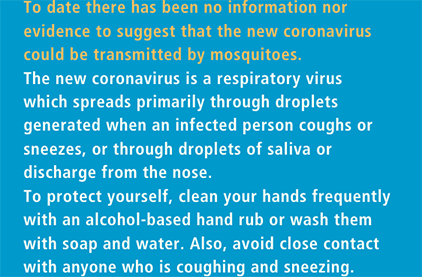 To date there has been no information nor
evidence to suggest that the new coronavirus
could be transmitted by mosquitoes.
The new coronavirus is a respiratory virus
which spreads primarily through droplets
generated when an infected person coughs or
sneezes, or through droplets of saliva or
discharge from the nose.
To protect yourself, clean your hands frequently
with an alcohol-based hand rub or wash them
with soap and water. Also, avoid close contact
with anyone who is coughing and sneezing.